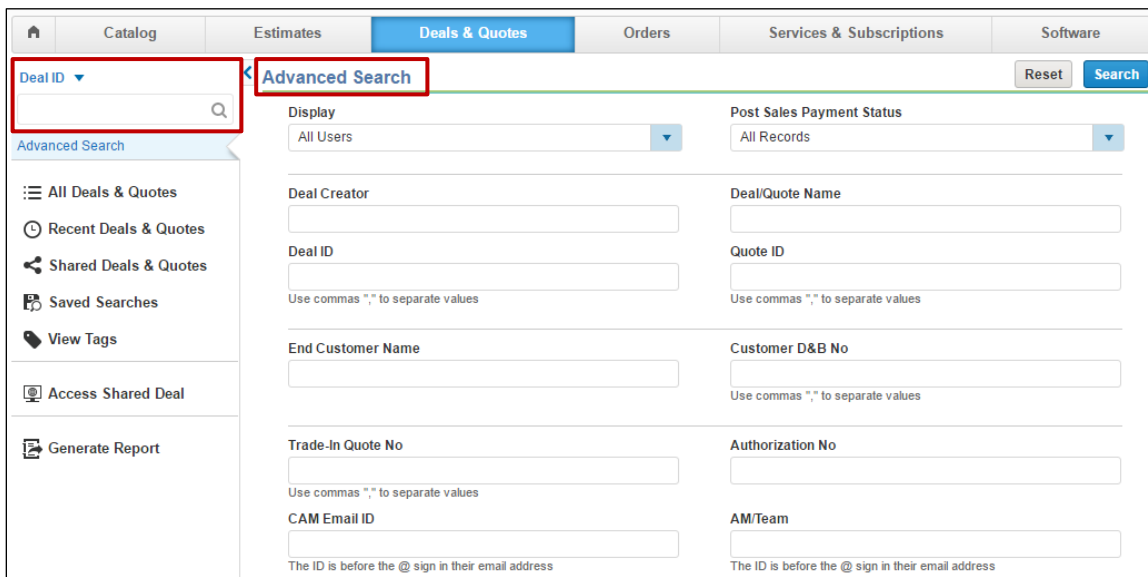 Catalog Estimates Deals & Quotes Orders Services & Subscriptions Software
Deal ID
Advanced Search
All Deals & Quotes
Recent Deals & Quotes
Shared Deals & Quotes
Saved Searches
View Tags
Access Shared Deal
Generate Report
Advanced Search
Reset Search
Display Post Sales Payment Status
All Users All Records
Deal Creator Deal/Quote Name
Deal ID Quote ID
Use commas "," to separate values Use commas "," to separate values
End Customer Name Customer D&B No
Use commas "," to separate values
Trade-In Quote No Authorization No
Use commas "," to separate values
CAM Email ID AM/Team
The ID is before the @ sign in their email address The ID is before the @ sign in their email address